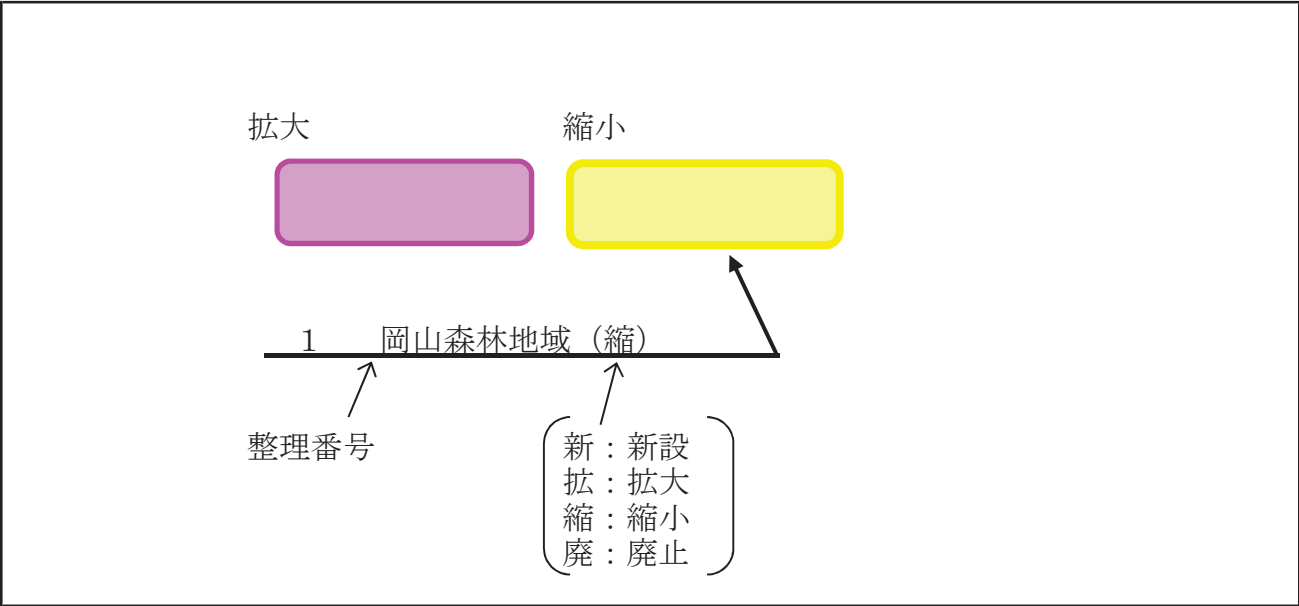 拡大 縮小
１ 岡山森林地域（縮）
整理番号
新：新設
拡：拡大
縮：縮小
廃：廃止